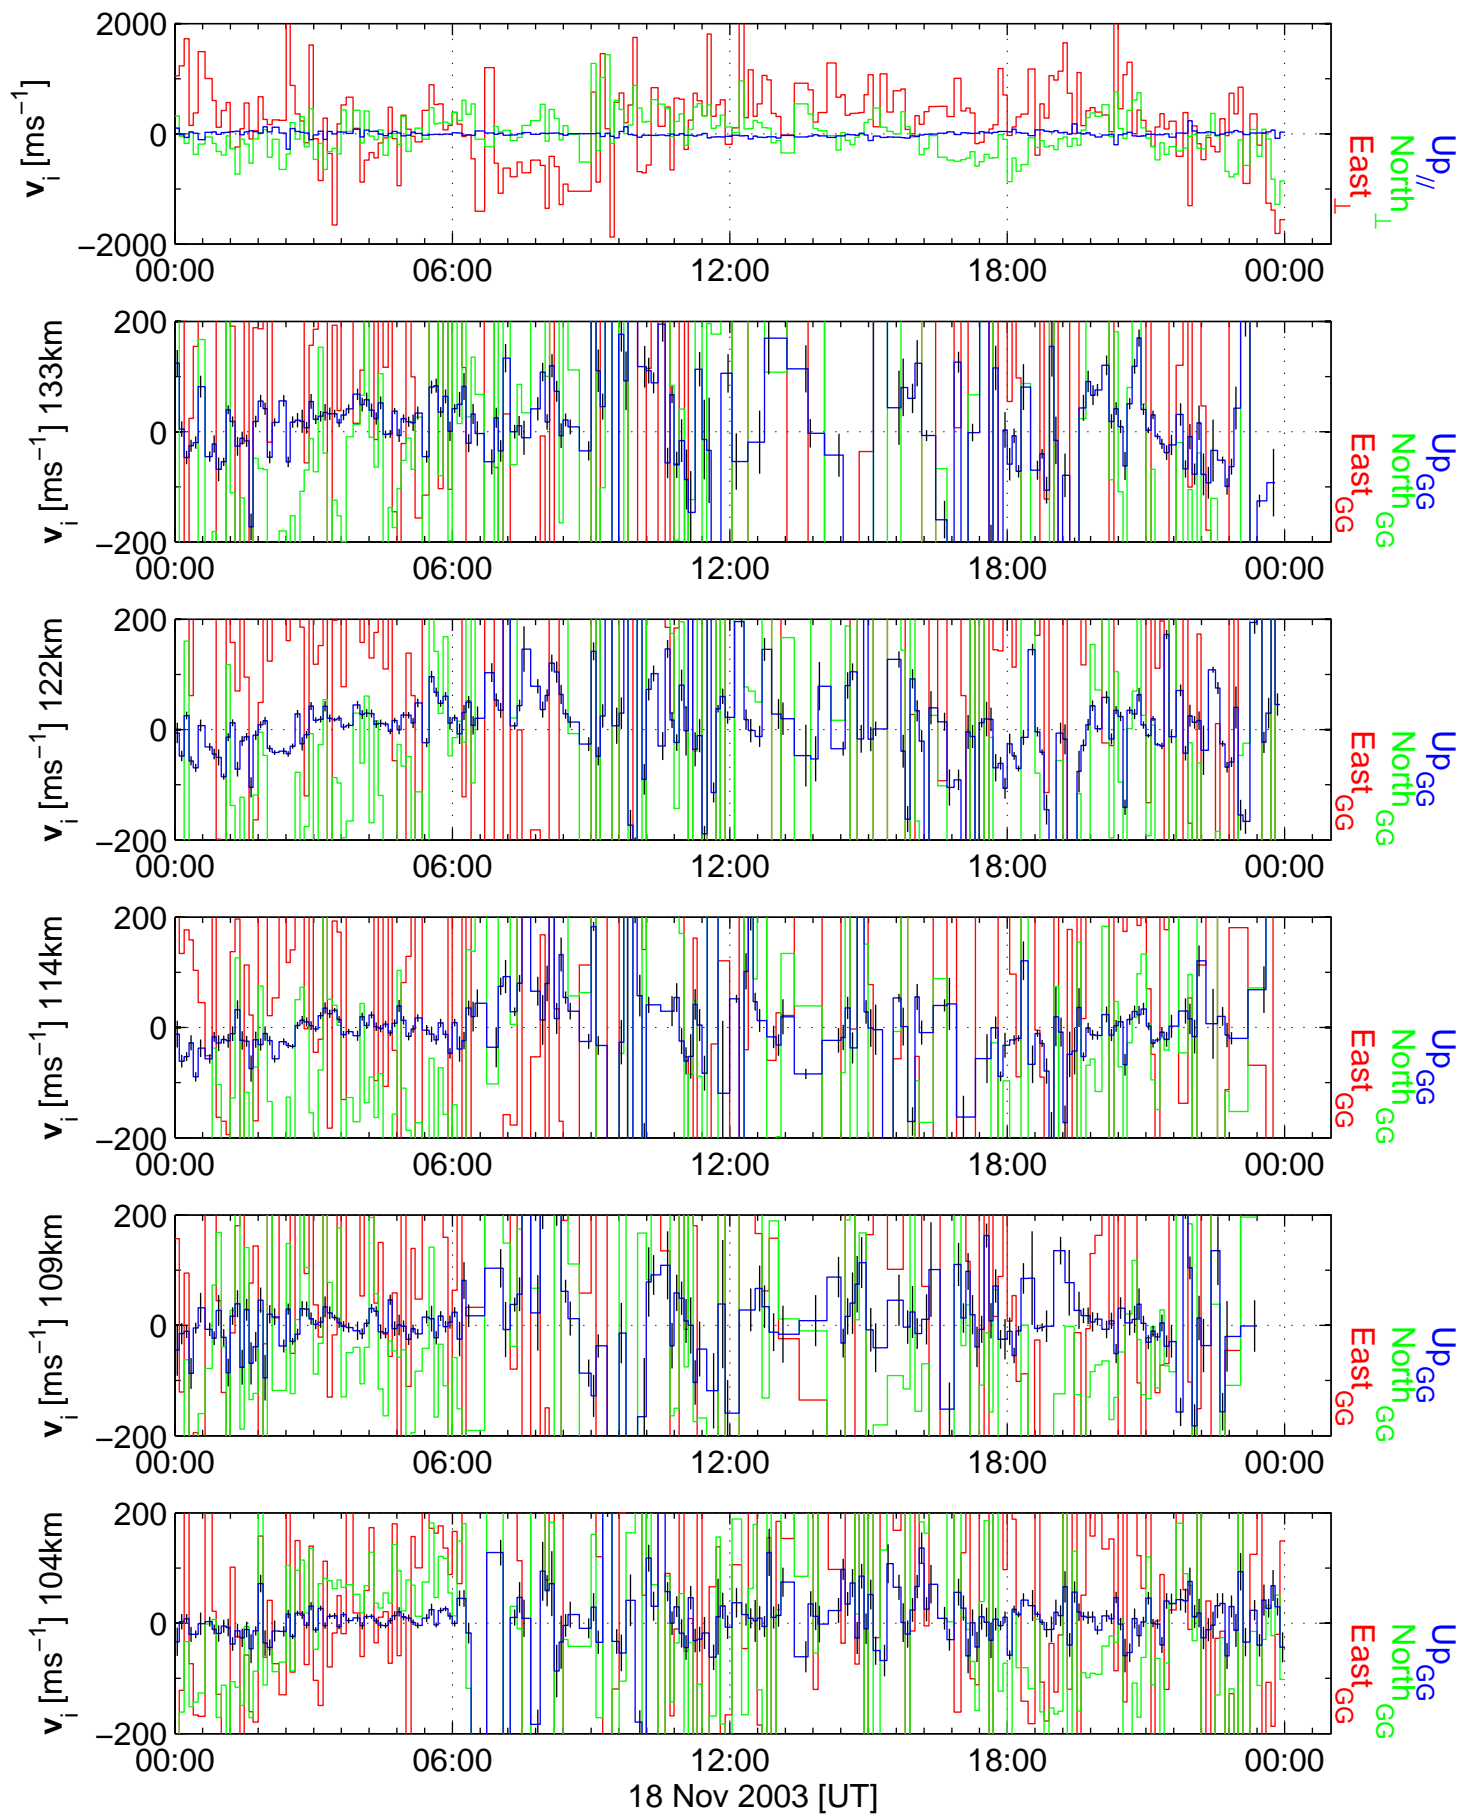 2000
0
−2000
v_i [ms⁻¹]
00:00 06:00 12:00 18:00 00:00
East_⊥
North_⊥
Up_//
200
0
−200
v_i [ms⁻¹] 133km
00:00 06:00 12:00 18:00 00:00
East_GG
North_GG
Up_GG
200
0
−200
v_i [ms⁻¹] 122km
00:00 06:00 12:00 18:00 00:00
East_GG
North_GG
Up_GG
200
0
−200
v_i [ms⁻¹] 114km
00:00 06:00 12:00 18:00 00:00
East_GG
North_GG
Up_GG
200
0
−200
v_i [ms⁻¹] 109km
00:00 06:00 12:00 18:00 00:00
East_GG
North_GG
Up_GG
200
0
−200
v_i [ms⁻¹] 104km
00:00 06:00 12:00 18:00 00:00
East_GG
North_GG
Up_GG
18 Nov 2003 [UT]